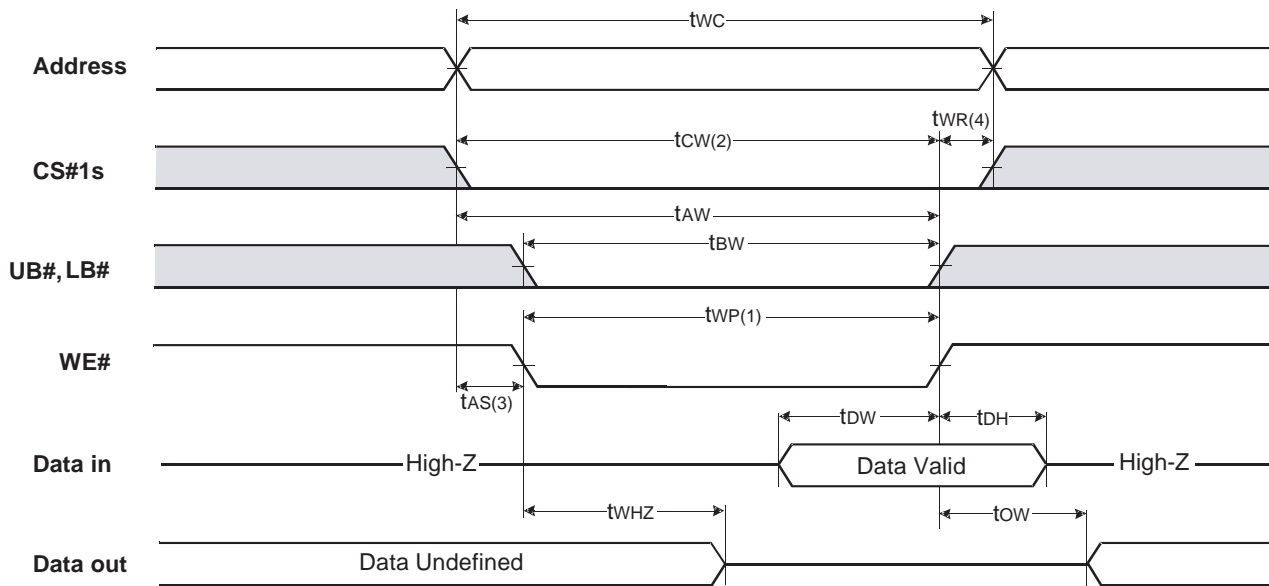 tWC
Address
tWR(4)
tCW(2)
CS#1s
tAW
tBW
UB#, LB#
tWP(1)
WE#
tAS(3)
tDW
tDH
Data in
High-Z
Data Valid
High-Z
tWHZ
tOW
Data out
Data Undefined